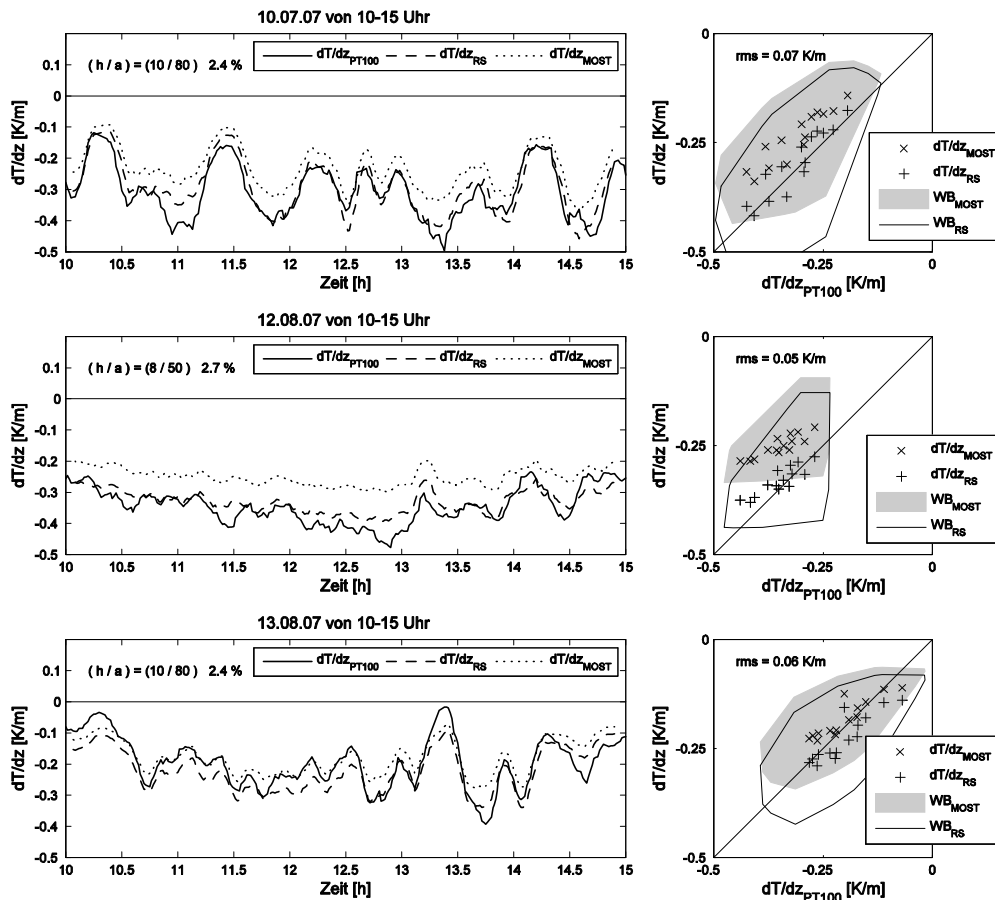 10.07.07 von 10-15 Uhr
( h / a ) = (10 / 80 ) 2.4 %
dT/dz_PT100 dT/dz_RS dT/dz_MOST
dT/dz [K/m]
0.1
0
-0.1
-0.2
-0.3
-0.4
-0.5
10 10.5 11 11.5 12 12.5 13 13.5 14 14.5 15
Zeit [h]
rms = 0.07 K/m
dT/dz [K/m]
0
-0.25
-0.5
-0.5 -0.25 0
dT/dz_PT100 [K/m]
dT/dz_MOST
dT/dz_RS
WB_MOST
WB_RS
12.08.07 von 10-15 Uhr
( h / a ) = (8 / 50 ) 2.7 %
dT/dz_PT100 dT/dz_RS dT/dz_MOST
dT/dz [K/m]
0.1
0
-0.1
-0.2
-0.3
-0.4
-0.5
10 10.5 11 11.5 12 12.5 13 13.5 14 14.5 15
Zeit [h]
rms = 0.05 K/m
dT/dz [K/m]
0
-0.25
-0.5
-0.5 -0.25 0
dT/dz_PT100 [K/m]
dT/dz_MOST
dT/dz_RS
WB_MOST
WB_RS
13.08.07 von 10-15 Uhr
( h / a ) = (10 / 80 ) 2.4 %
dT/dz_PT100 dT/dz_RS dT/dz_MOST
dT/dz [K/m]
0.1
0
-0.1
-0.2
-0.3
-0.4
-0.5
10 10.5 11 11.5 12 12.5 13 13.5 14 14.5 15
Zeit [h]
rms = 0.06 K/m
dT/dz [K/m]
0
-0.25
-0.5
-0.5 -0.25 0
dT/dz_PT100 [K/m]
dT/dz_MOST
dT/dz_RS
WB_MOST
WB_RS